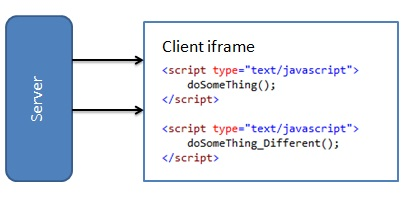 Server
Client iframe
<script type="text/javascript">
doSomeThing();
</script>
<script type="text/javascript">
doSomeThing_Different();
</script>